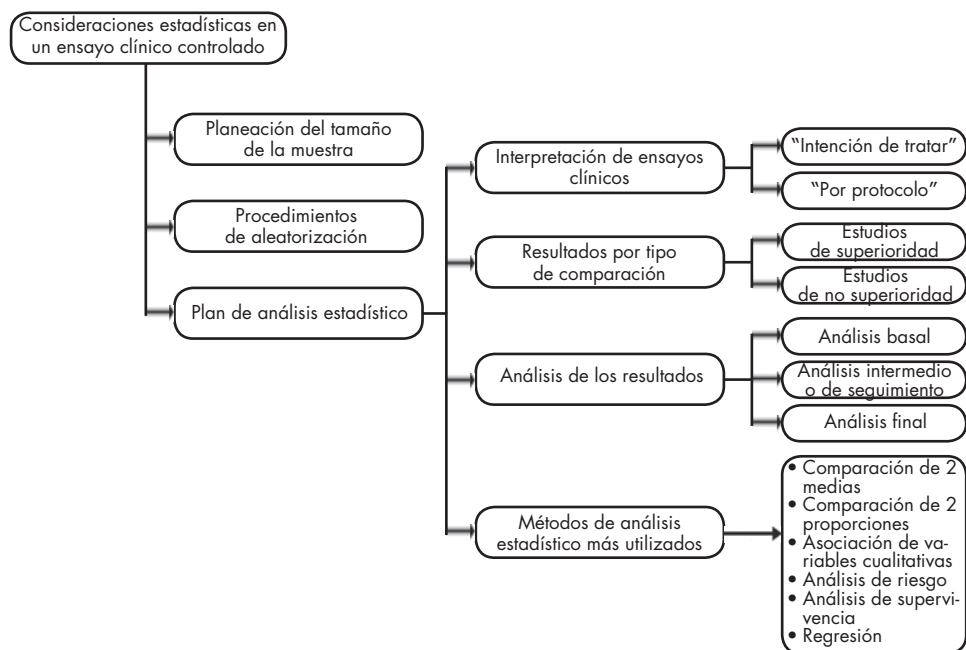 Consideraciones estadísticas en
un ensayo clínico controlado
Planeación del tamaño
de la muestra
Procedimientos
de aleatorización
Plan de análisis estadístico
Interpretación de ensayos
clínicos
"Intención de tratar"
"Por protocolo"
Resultados por tipo
de comparación
Estudios
de superioridad
Estudios
de no superioridad
Análisis de los resultados
Análisis basal
Análisis intermedio
o de seguimiento
Análisis final
Métodos de análisis
estadístico más utilizados
• Comparación de 2
medias
• Comparación de 2
proporciones
• Asociación de va-
riables cualitativas
• Análisis de riesgo
• Análisis de supervi-
vencia
• Regresión